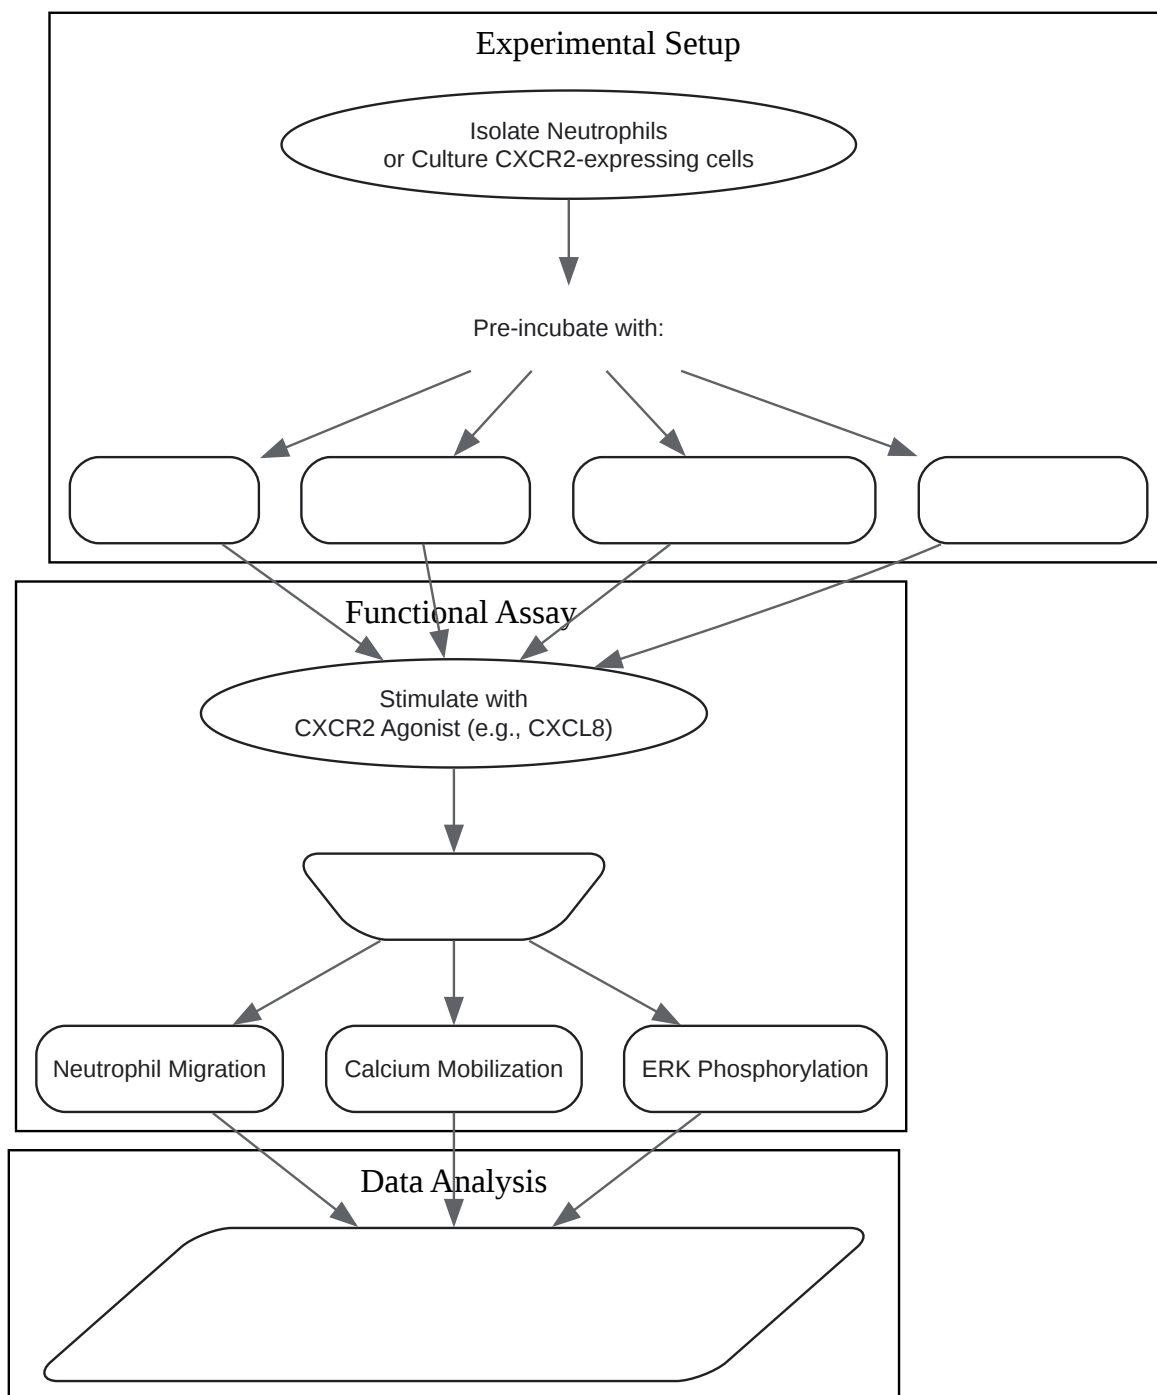 Experimental Setup
Isolate Neutrophils
or Culture CXCR2-expressing cells
Pre-incubate with:
Functional Assay
Stimulate with
CXCR2 Agonist (e.g., CXCL8)
Neutrophil Migration
Calcium Mobilization
ERK Phosphorylation
Data Analysis